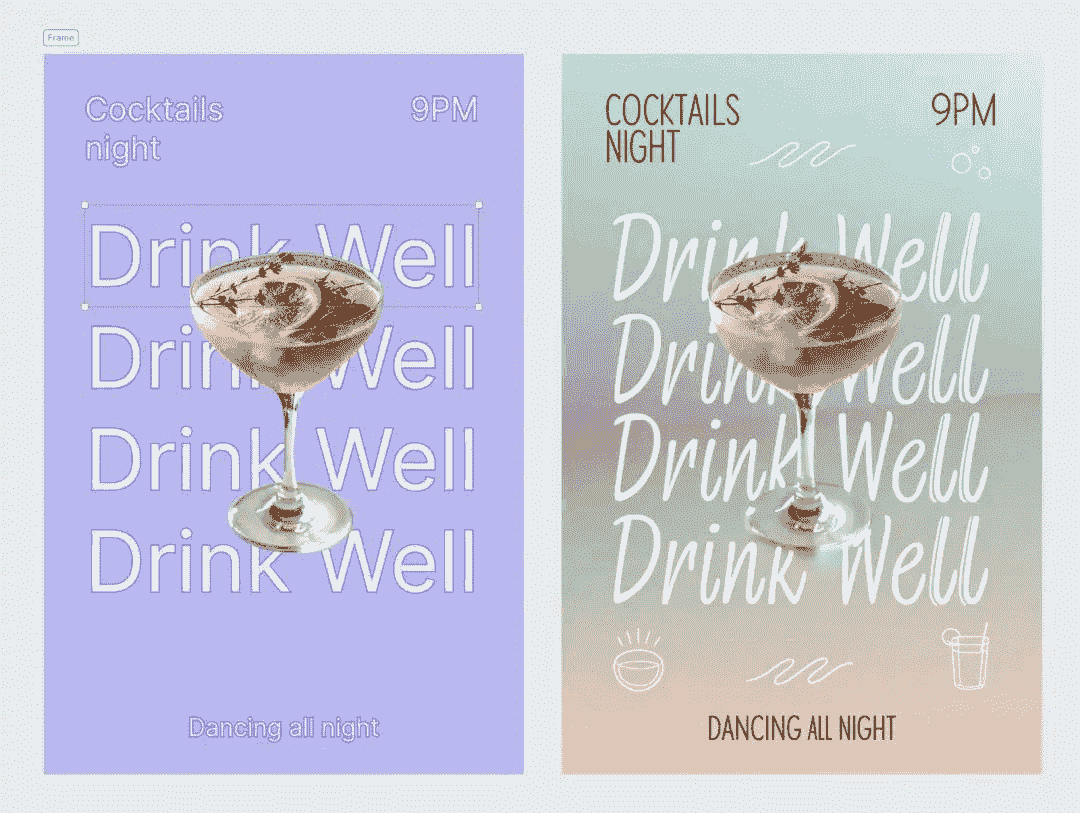 Frame
Cocktails
night
9PM
Drink Well
Drink Well
Drink Well
Drink Well
Dancing all night
COCKTAILS
NIGHT
9PM
Drink Well
Drink Well
Drink Well
Drink Well
DANCING ALL NIGHT